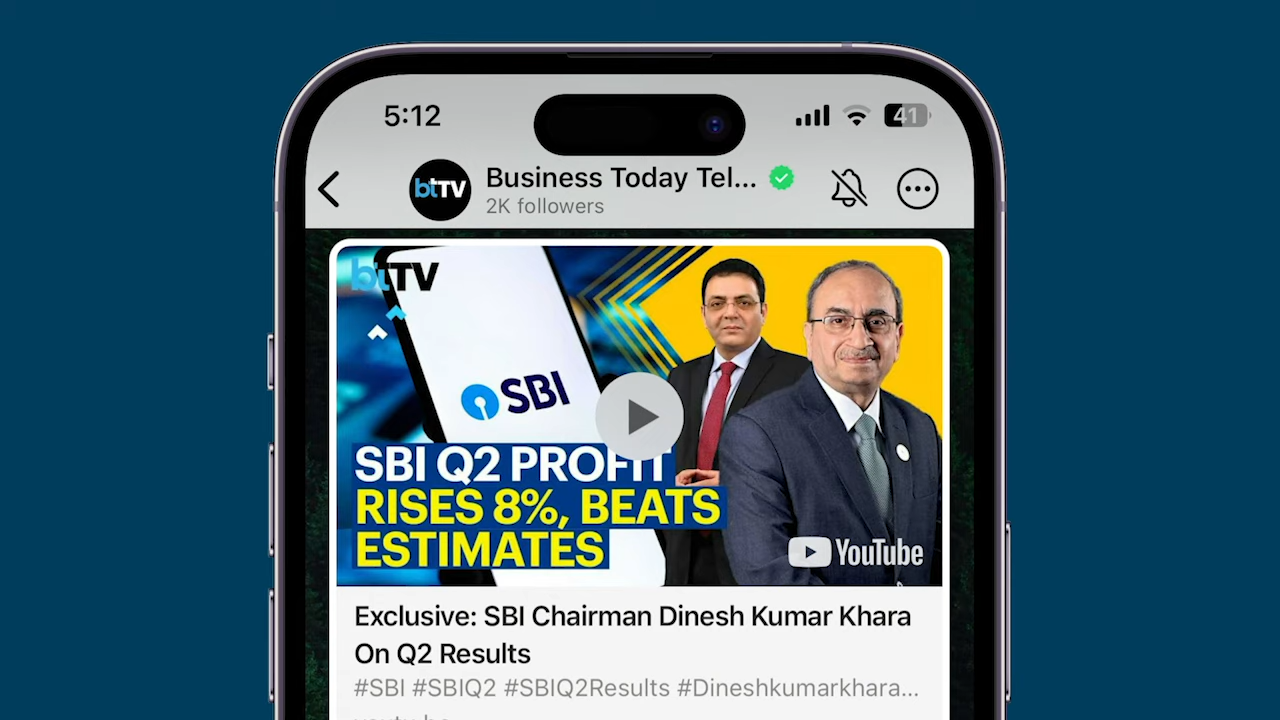 5:12
41
btTV
Business Today Tel...
2K followers
btTV
SBI
SBI Q2 PROFIT
RISES 8%, BEATS
ESTIMATES
YouTube
Exclusive: SBI Chairman Dinesh Kumar Khara
On Q2 Results
#SBI #SBIQ2 #SBIQ2Results #Dineshkumarkhara...